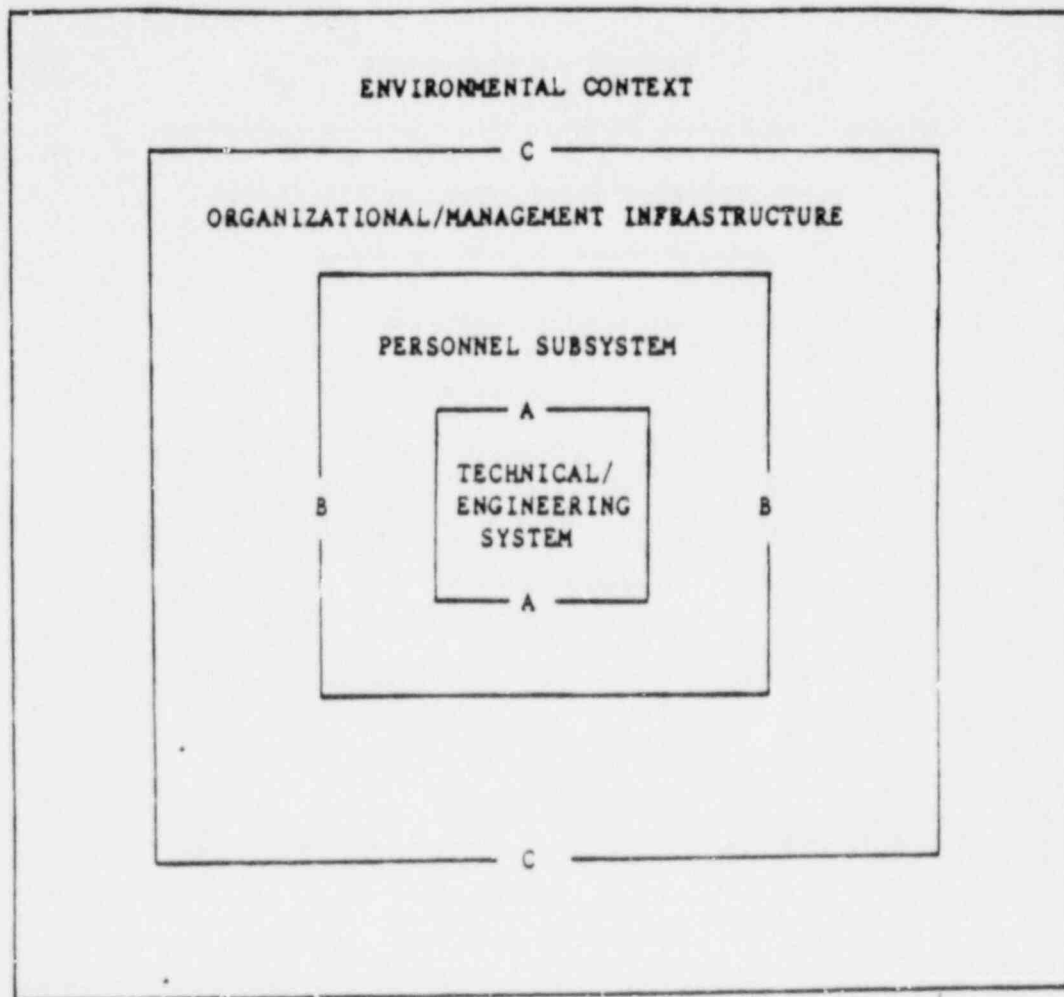 ENVIRONMENTAL CONTEXT
C
ORGANIZATIONAL/MANAGEMENT INFRASTRUCTURE
PERSONNEL SUBSYSTEM
A
TECHNICAL/
B ENGINEERING B
SYSTEM
A
C